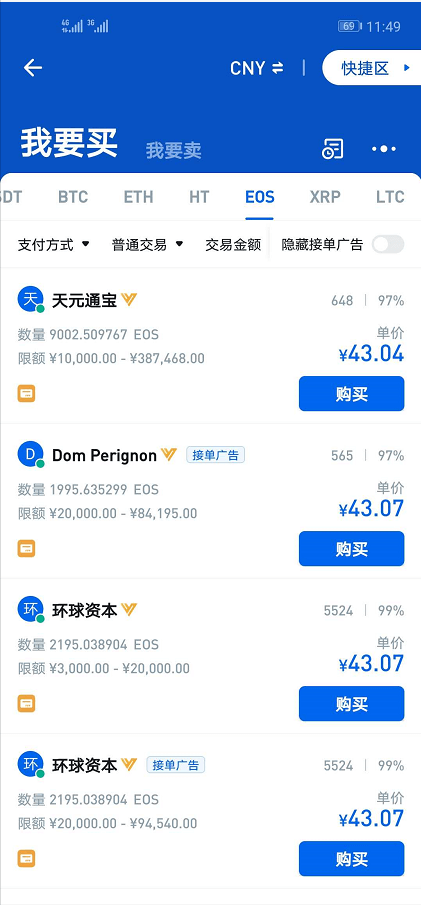 4G 3G 69 11:49
CNY 快捷区
我要买 我要卖
SDT BTC ETH HT EOS XRP LTC
支付方式 普通交易 交易金额 隐藏接单广告
天 天元通宝 648 | 97%
数量 9002.509767 EOS 单价
限额 ¥10,000.00 - ¥387,468.00 ¥43.04
购买
D Dom Perignon 接单广告 565 | 97%
数量 1995.635299 EOS 单价
限额 ¥20,000.00 - ¥84,195.00 ¥43.07
购买
环 环球资本 5524 | 99%
数量 2195.038904 EOS 单价
限额 ¥3,000.00 - ¥20,000.00 ¥43.07
购买
环 环球资本 接单广告 5524 | 99%
数量 2195.038904 EOS 单价
限额 ¥20,000.00 - ¥94,540.00 ¥43.07
购买